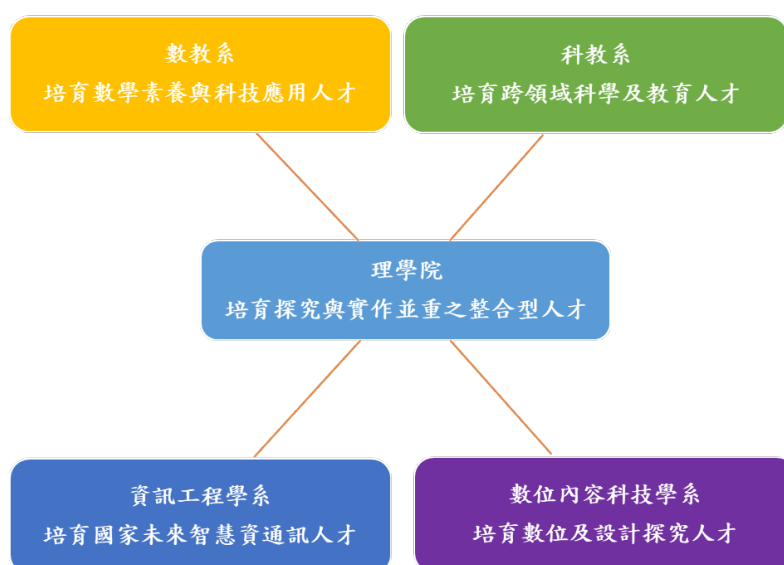 數教系
培育數學素養與科技應用人才
科教系
培育跨領域科學及教育人才
理學院
培育探究與實作並重之整合型人才
資訊工程學系
培育國家未來智慧資通訊人才
數位內容科技學系
培育數位及設計探究人才